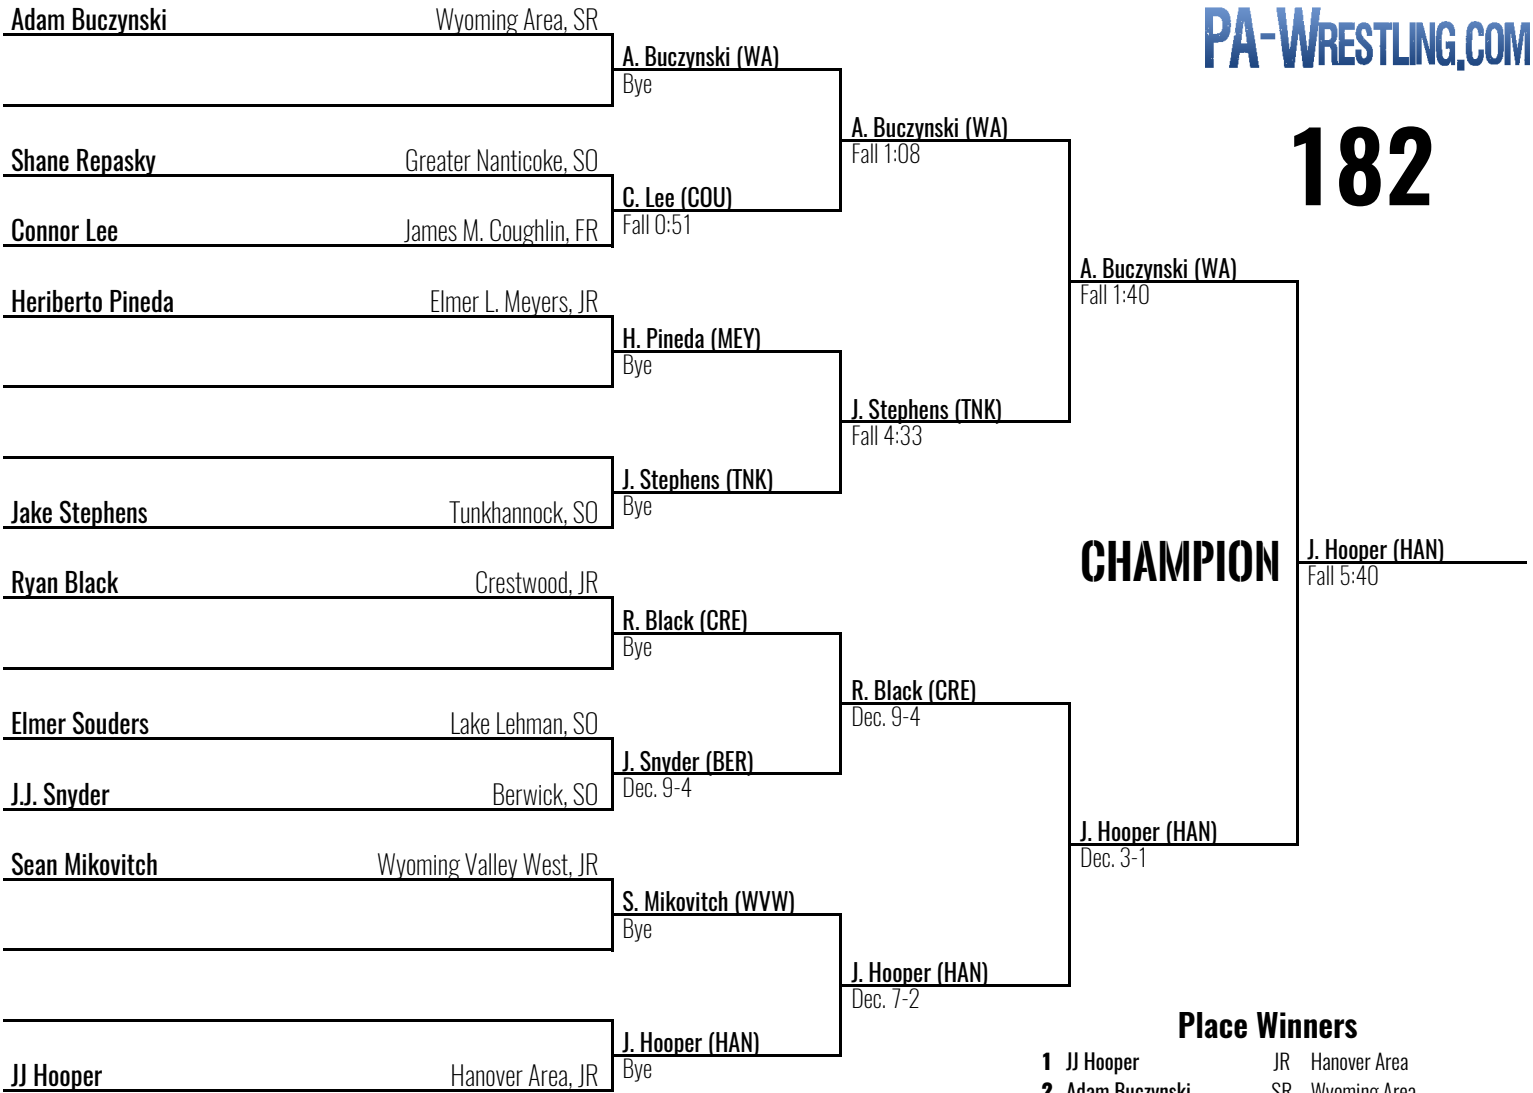 Adam Buczynski Wyoming Area, SR
A. Buczynski (WA)
Bye
Shane Repasky Greater Nanticoke, SO
C. Lee (COU)
Fall 0:51
Connor Lee James M. Coughlin, FR
A. Buczynski (WA)
Fall 1:08
Heriberto Pineda Elmer L. Meyers, JR
H. Pineda (MEY)
Bye
J. Stephens (TNK)
Bye
Jake Stephens Tunkhannock, SO
J. Stephens (TNK)
Fall 4:33
A. Buczynski (WA)
Fall 1:40
Ryan Black Crestwood, JR
R. Black (CRE)
Bye
Elmer Souders Lake Lehman, SO
J. Snyder (BER)
Dec. 9-4
J.J. Snyder Berwick, SO
R. Black (CRE)
Dec. 9-4
Sean Mikovitch Wyoming Valley West, JR
S. Mikovitch (WVW)
Bye
J. Hooper (HAN)
Bye
JJ Hooper Hanover Area, JR
J. Hooper (HAN)
Dec. 7-2
J. Hooper (HAN)
Dec. 3-1
PA-WRESTLING.COM
182
CHAMPION
J. Hooper (HAN)
Fall 5:40
Place Winners
1 JJ Hooper JR Hanover Area
2 Adam Buczynski SR Wyoming Area